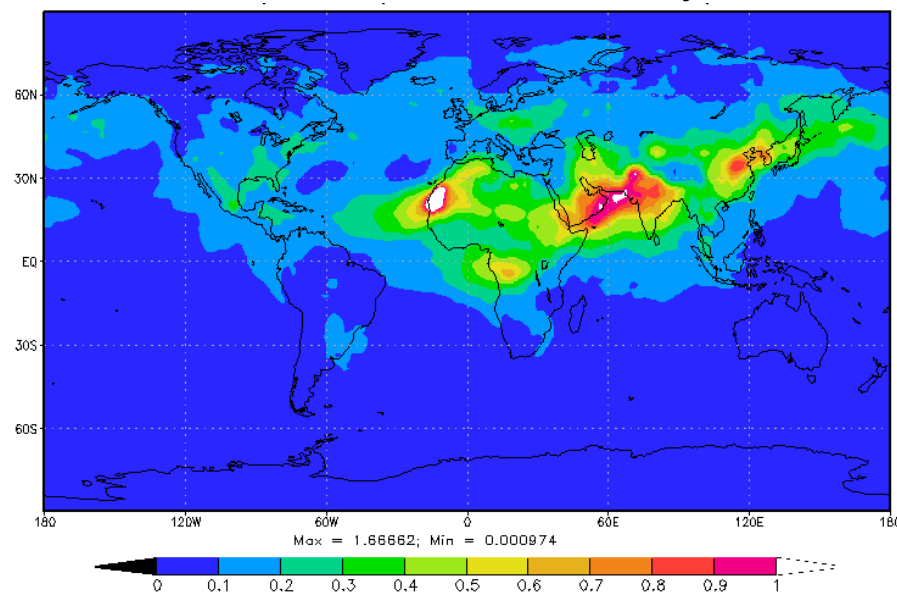 60N
30N
EQ
30S
60S
180 120W 60W 0 60E 120E 180
Max = 1.66662; Min = 0.000974
0 0.1 0.2 0.3 0.4 0.5 0.6 0.7 0.8 0.9 1